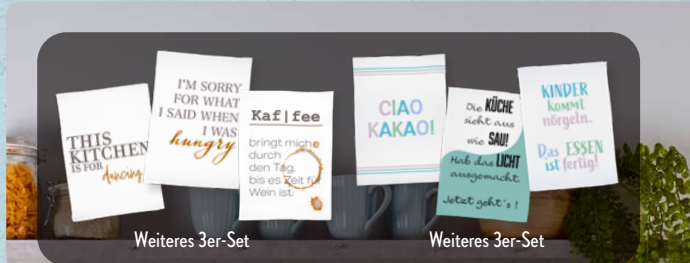 THIS
KITCHEN
IS FOR
dancing
I'M SORRY
FOR WHAT
I SAID WHEN
I WAS
hungry
Kaf|fee
bringt mich
durch
den Tag,
bis es Zeit für
Wein ist.
CIAO
KAKAO!
Die KÜCHE
sieht aus
wie SAU!
Hab das LICHT
ausgemacht.
Jetzt geht's!
KINDER
kommt
nörgeln.
Das ESSEN
ist fertig!
Weiteres 3er-Set
Weiteres 3er-Set